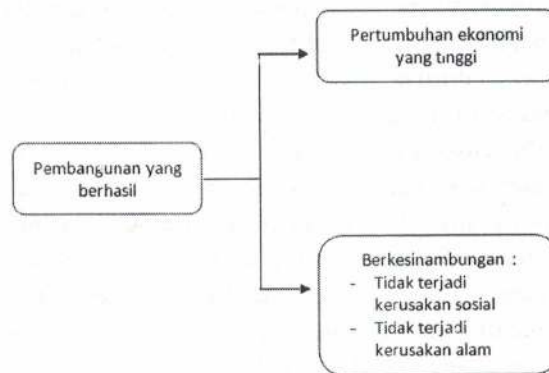 Pertumbuhan ekonomi
yang tinggi
Pembangunan yang
berhasil
Berkesinambungan :
- Tidak terjadi
kerusakan sosial
- Tidak terjadi
kerusakan alam